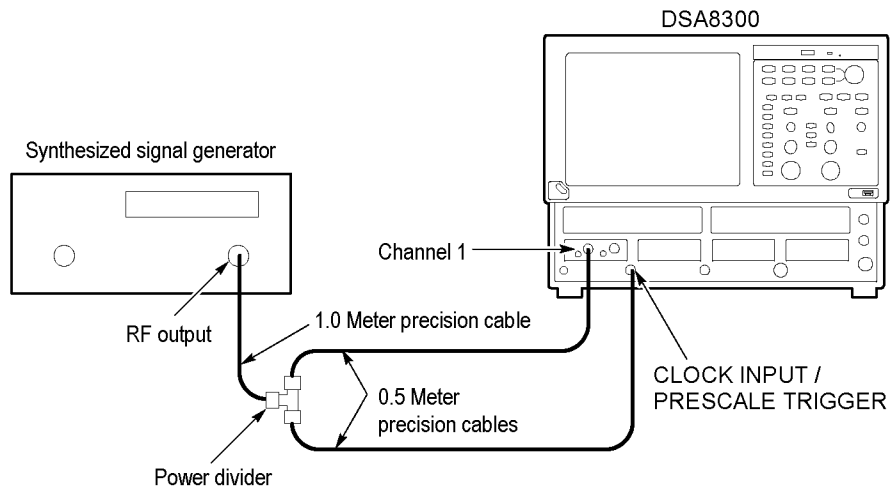 DSA8300
Synthesized signal generator
Channel 1
RF output
1.0 Meter precision cable
0.5 Meter
precision cables
CLOCK INPUT /
PRESCALE TRIGGER
Power divider